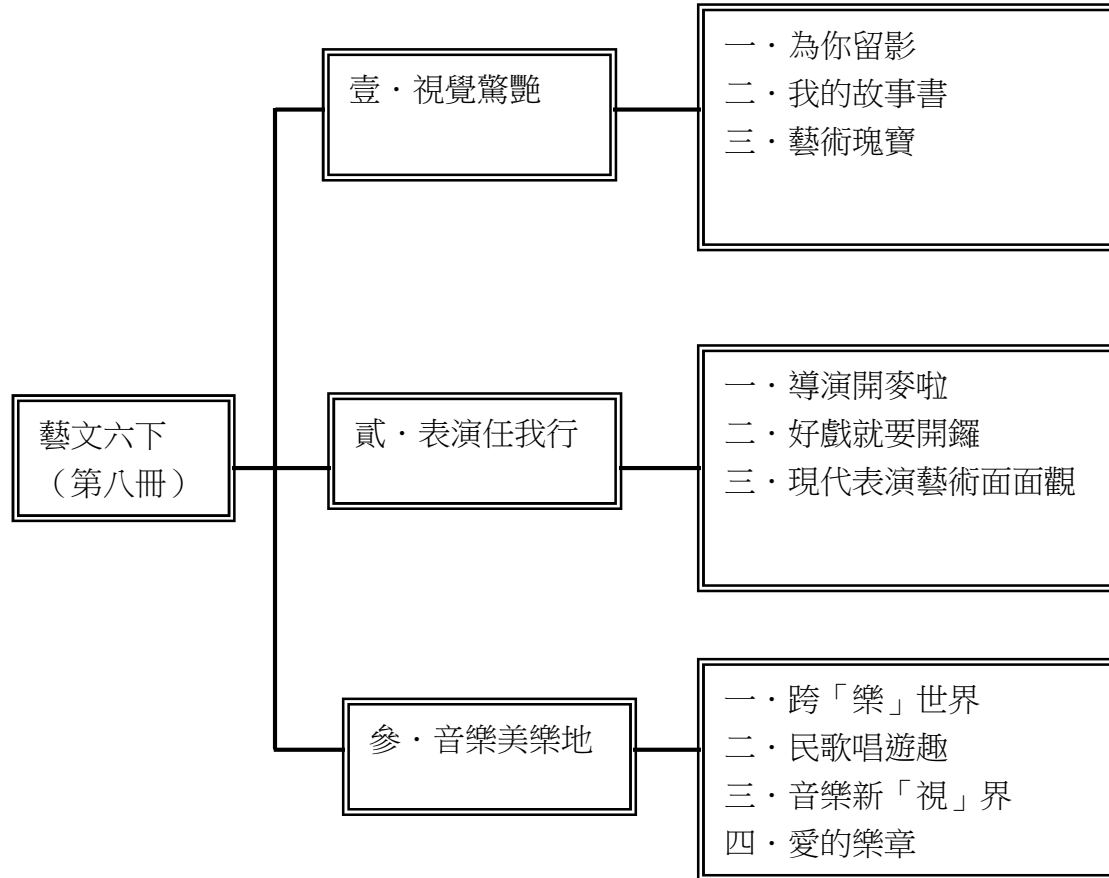 藝文六下
（第八冊）
壹．視覺驚艷
一．為你留影
二．我的故事書
三．藝術瑰寶
貳．表演任我行
一．導演開麥啦
二．好戲就要開鑼
三．現代表演藝術面面觀
參．音樂美樂地
一．跨「樂」世界
二．民歌唱遊趣
三．音樂新「視」界
四．愛的樂章